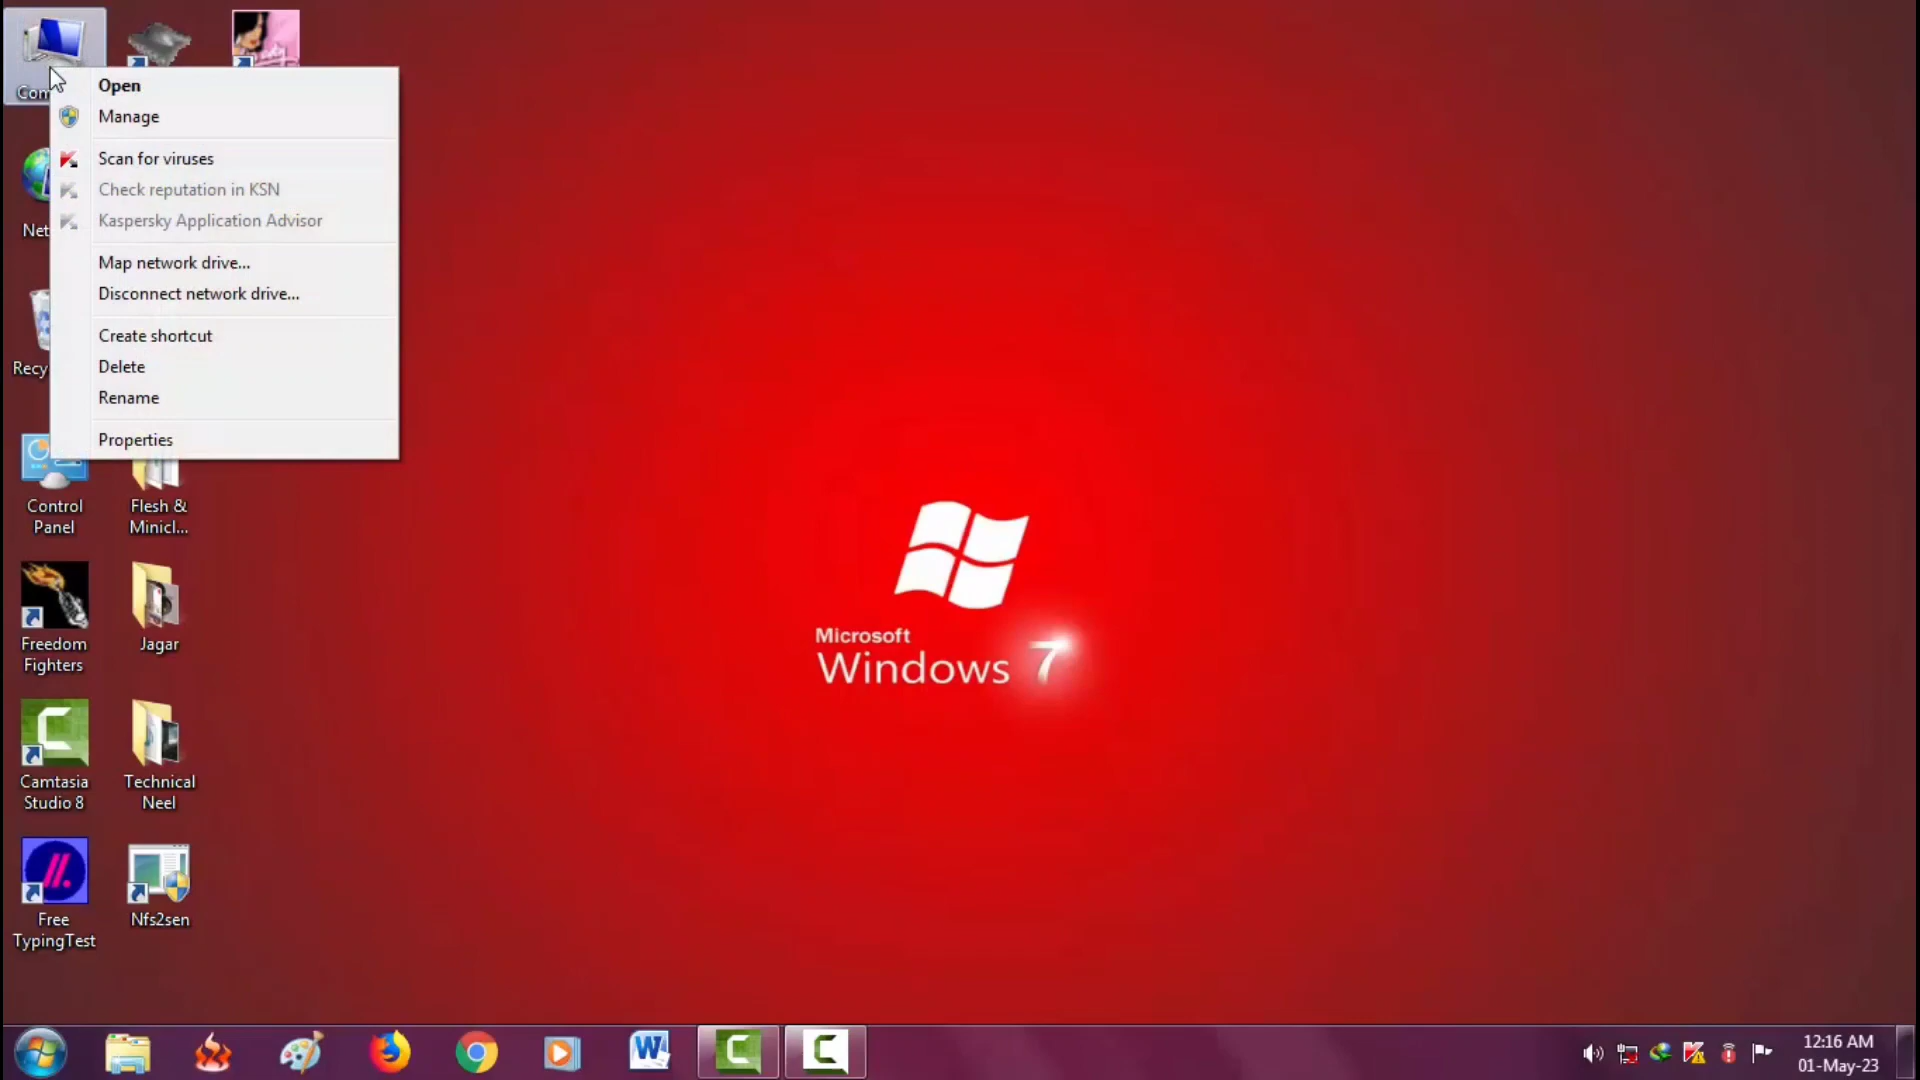 Open
Manage
Scan for viruses
Check reputation in KSN
Kaspersky Application Advisor
Map network drive...
Disconnect network drive...
Create shortcut
Delete
Rename
Properties
Com
Net
Recy
Control
Panel
Flesh &
Minicl...
Freedom
Fighters
Jagar
Camtasia
Studio 8
Technical
Neel
Free
TypingTest
Nfs2sen
Microsoft
Windows 7
12:16 AM
01-May-23